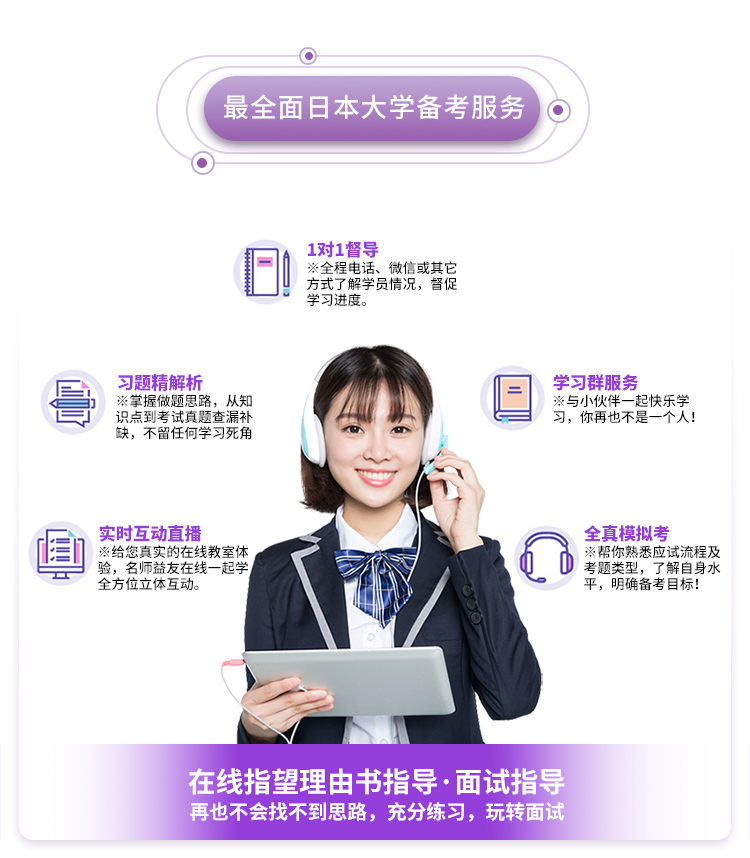 最全面日本大学备考服务
1对1督导
※全程电话、微信或其它
方式了解学员情况，督促
学习进度。
习题精解析
※掌握做题思路，从知
识点到考试真题查漏补
缺，不留任何学习死角
学习群服务
※与小伙伴一起快乐学
习，你再也不是一个人！
实时互动直播
※给您真实的在线教室体
验，名师益友在线一起学
全方位立体互动。
全真模拟考
※帮你熟悉应试流程及
考题类型，了解自身水
平，明确备考目标！
在线指望理由书指导·面试指导
再也不会找不到思路，充分练习，玩转面试